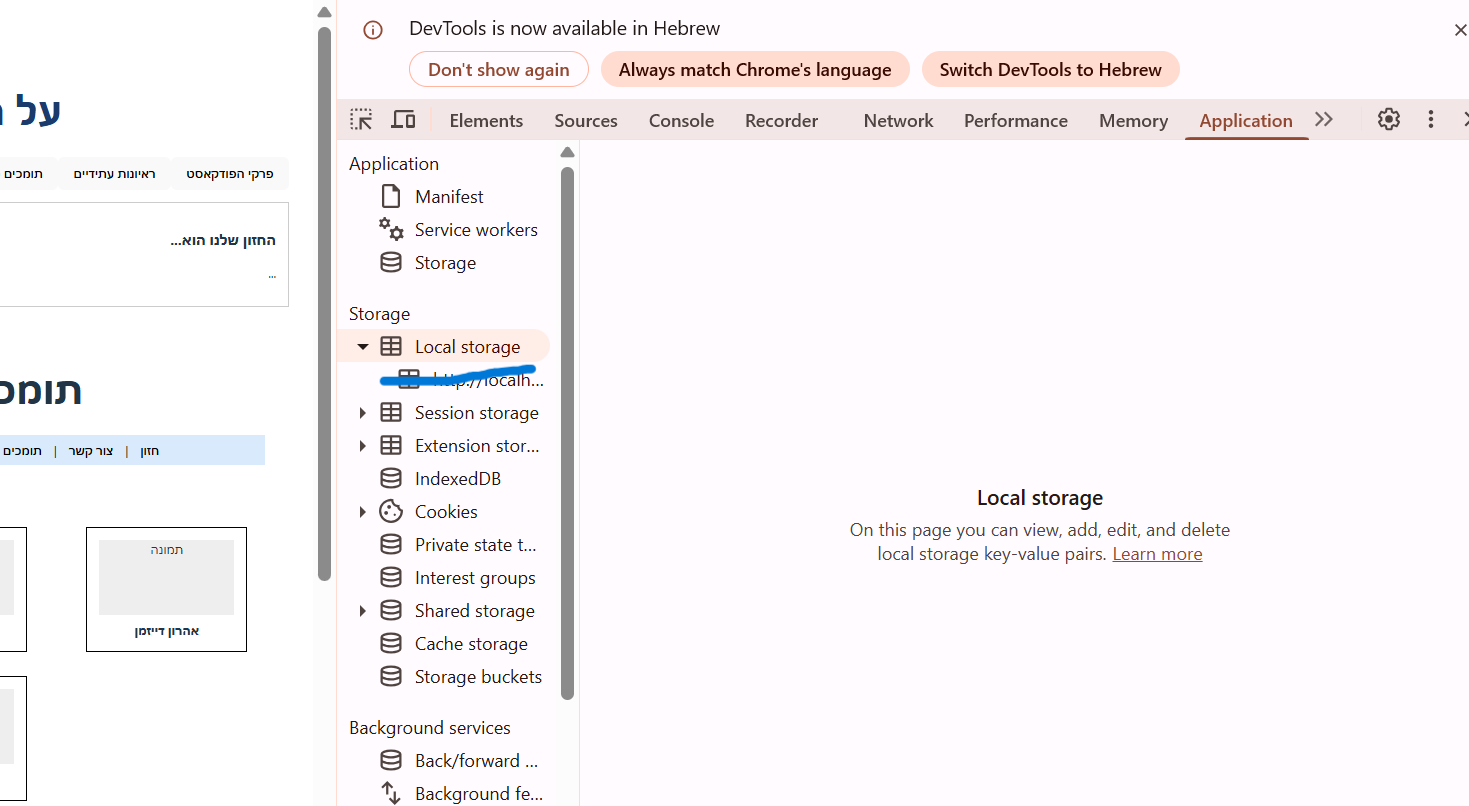 על
תומכים
ראיונות עתידיים
פרקי הפודקאסט
החזון שלנו הוא...
...
חזון | צור קשר | תומכים
תמונה
אהרון דייזמן
DevTools is now available in Hebrew
Don't show again
Always match Chrome's language
Switch DevTools to Hebrew
Elements
Sources
Console
Recorder
Network
Performance
Memory
Application
Application
Manifest
Service workers
Storage
Storage
Local storage
http://localh...
Session storage
Extension stor...
IndexedDB
Cookies
Private state t...
Interest groups
Shared storage
Cache storage
Storage buckets
Background services
Back/forward ...
Background fe...
Local storage
On this page you can view, add, edit, and delete
local storage key-value pairs. Learn more